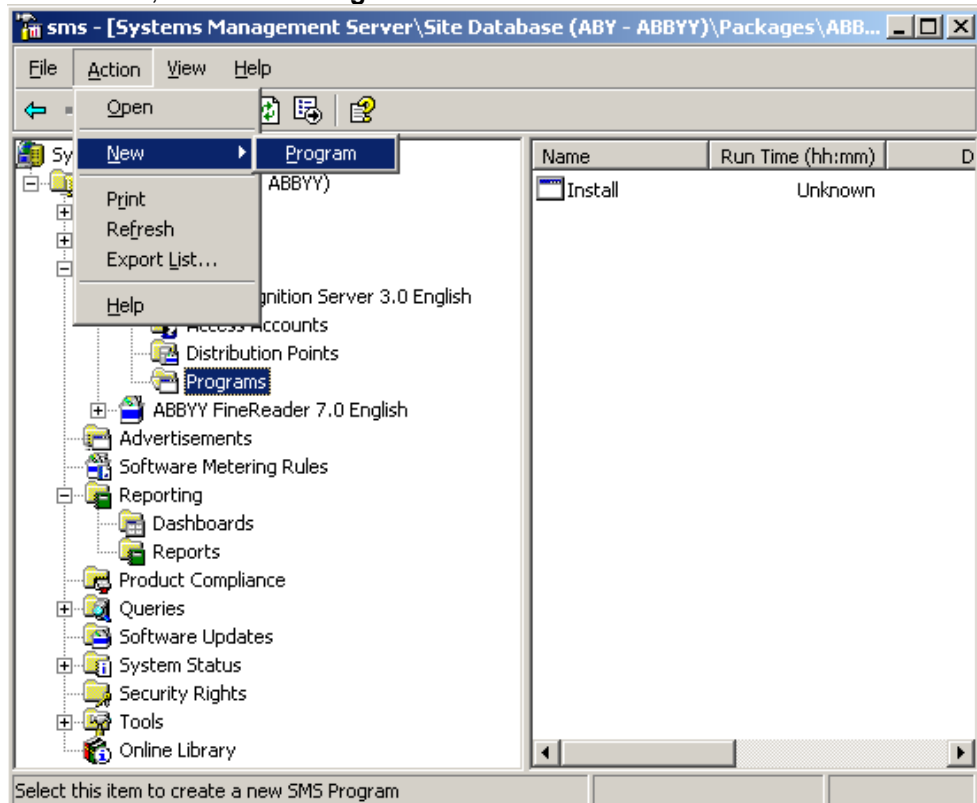 sms - [Systems Management Server\Site Database (ABY - ABBYY)\Packages\ABB...
File Action View Help
Open
New
Program
Print
Refresh
Export List...
Help
Sy
ABBYY)
gnition Server 3.0 English
Access Accounts
Distribution Points
Programs
ABBYY FineReader 7.0 English
Advertisements
Software Metering Rules
Reporting
Dashboards
Reports
Product Compliance
Queries
Software Updates
System Status
Security Rights
Tools
Online Library
Name Run Time (hh:mm) D
Install Unknown
Select this item to create a new SMS Program